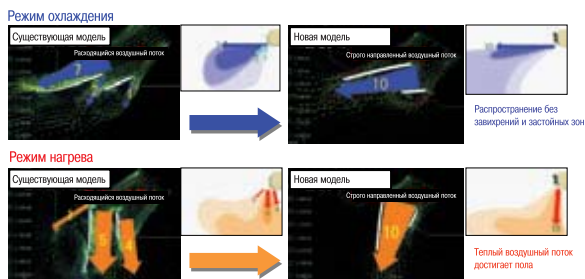 Режим охлаждения
Существующая модель
Расходящийся воздушный поток
7
Новая модель
Строго направленный воздушный поток
10
10
Распространение без
завихрений и застойных зон
Режим нагрева
Существующая модель
Расходящийся воздушный поток
5
4
Новая модель
Строго направленный воздушный поток
10
Теплый воздушный поток
достигает пола